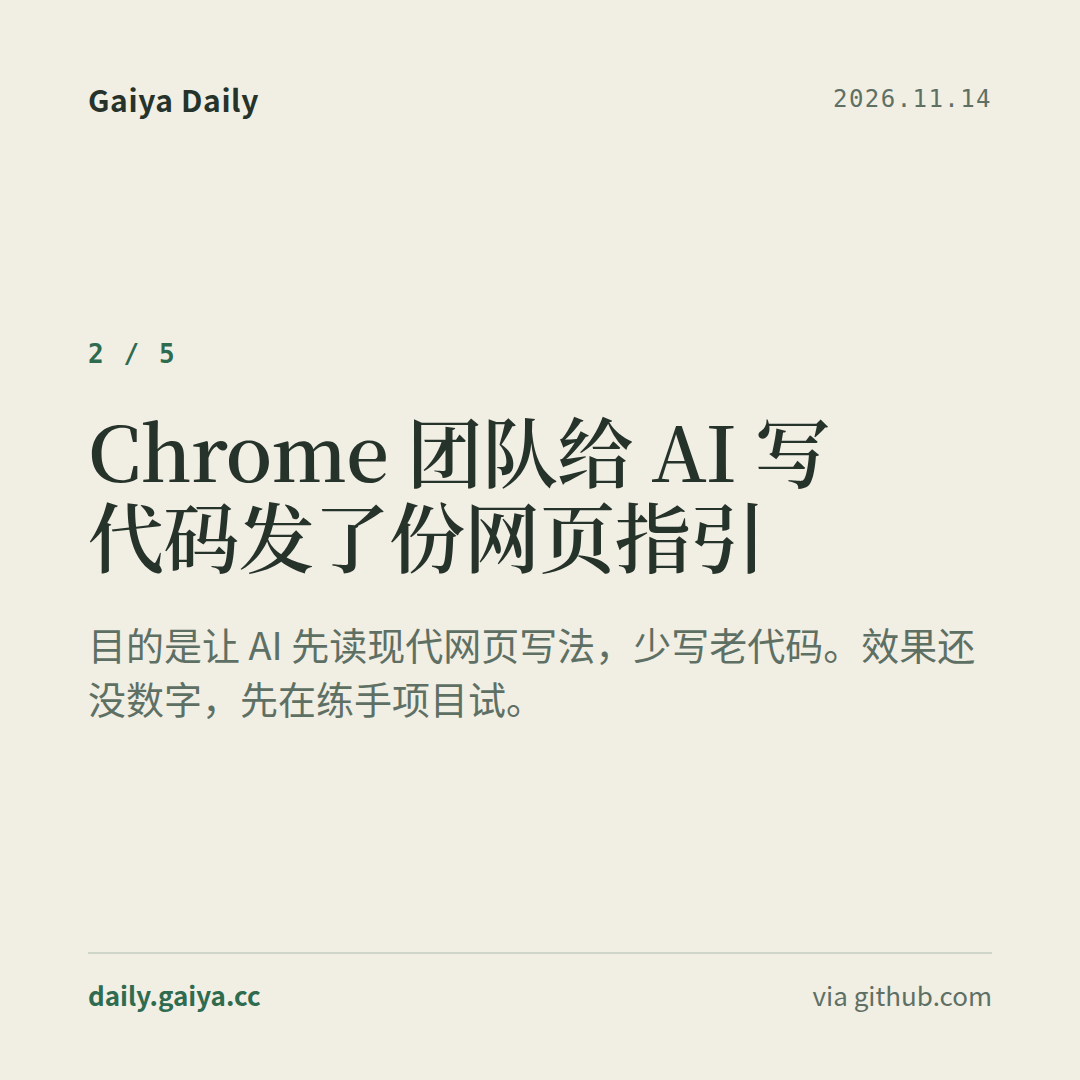 Gaiya Daily
2026.11.14
2 / 5
Chrome 团队给 AI 写
代码发了份网页指引
目的是让 AI 先读现代网页写法，少写老代码。效果还
没数字，先在练手项目试。
daily.gaiya.cc
via github.com